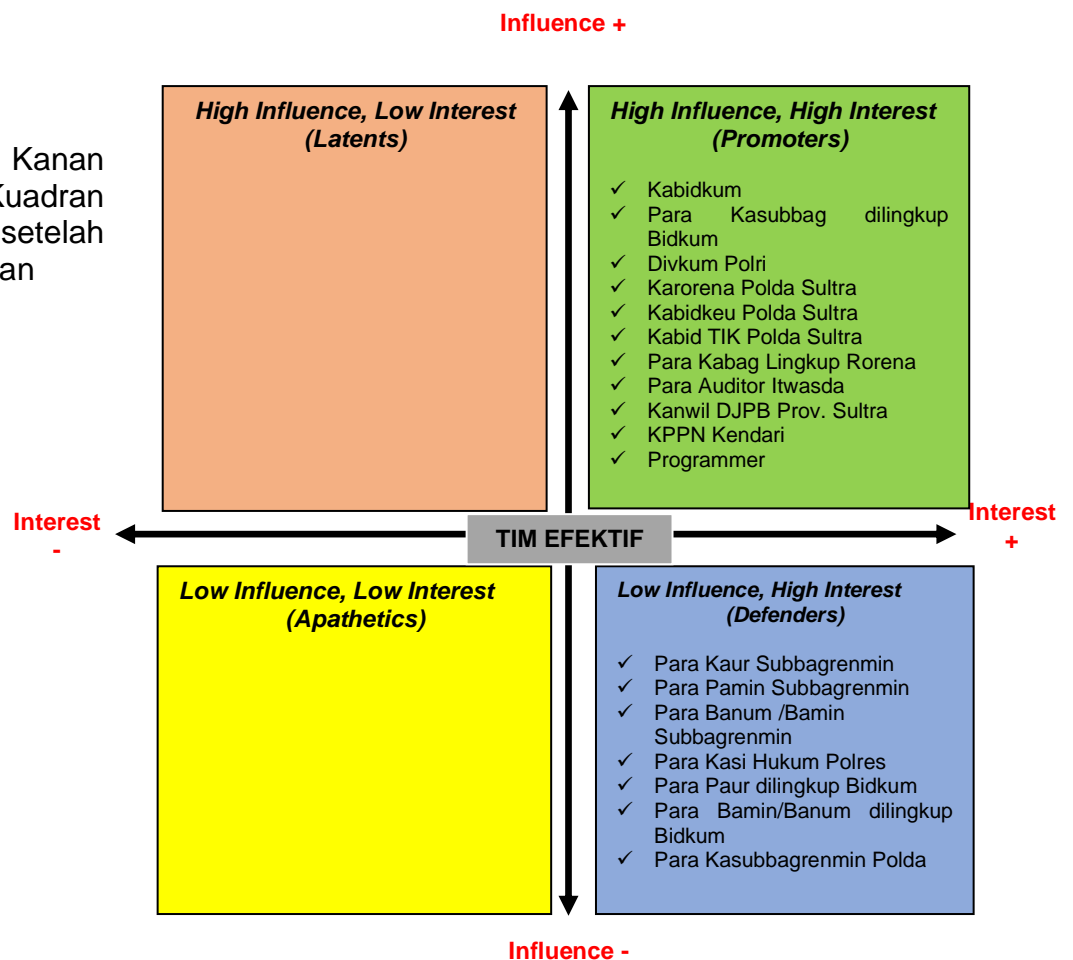 Influence +
Kanan
Kuadran
setelah
an
High Influence, Low Interest
(Latents)
High Influence, High Interest
(Promoters)
✓ Kabidkum
✓ Para Kasubbag dilingkup
Bidkum
✓ Divkum Polri
✓ Karorena Polda Sultra
✓ Kabidkeu Polda Sultra
✓ Kabid TIK Polda Sultra
✓ Para Kabag Lingkup Rorena
✓ Para Auditor Itwasda
✓ Kanwil DJPB Prov. Sultra
✓ KPPN Kendari
✓ Programmer
Interest
-
TIM EFEKTIF
Interest
+
Low Influence, Low Interest
(Apathetics)
Low Influence, High Interest
(Defenders)
✓ Para Kaur Subbagrenmin
✓ Para Pamin Subbagrenmin
✓ Para Banum /Bamin
Subbagrenmin
✓ Para Kasi Hukum Polres
✓ Para Paur dilingkup Bidkum
✓ Para Bamin/Banum dilingkup
Bidkum
✓ Para Kasubbagrenmin Polda
Influence -